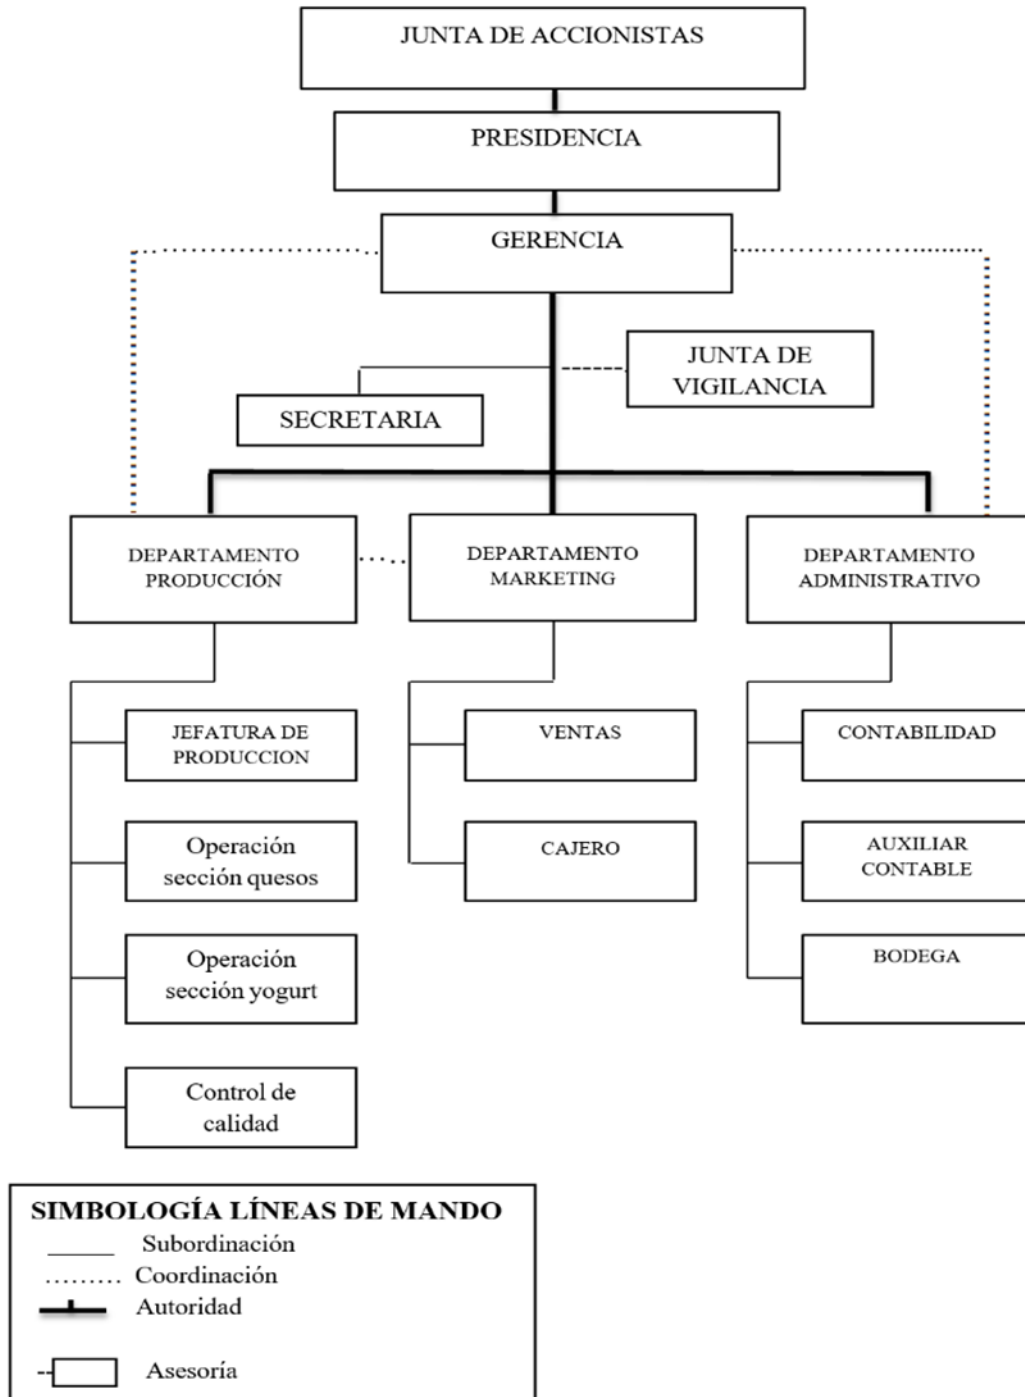 JUNTA DE ACCIONISTAS
PRESIDENCIA
GERENCIA
JUNTA DE
VIGILANCIA
SECRETARIA
DEPARTAMENTO
PRODUCCIÓN
DEPARTAMENTO
MARKETING
DEPARTAMENTO
ADMINISTRATIVO
JEFATURA DE
PRODUCCION
Operación
sección quesos
Operación
sección yogurt
Control de
calidad
VENTAS
CAJERO
CONTABILIDAD
AUXILIAR
CONTABLE
BODEGA
SIMBOLOGÍA LÍNEAS DE MANDO
Subordinación
Coordinación
Autoridad
Asesoría